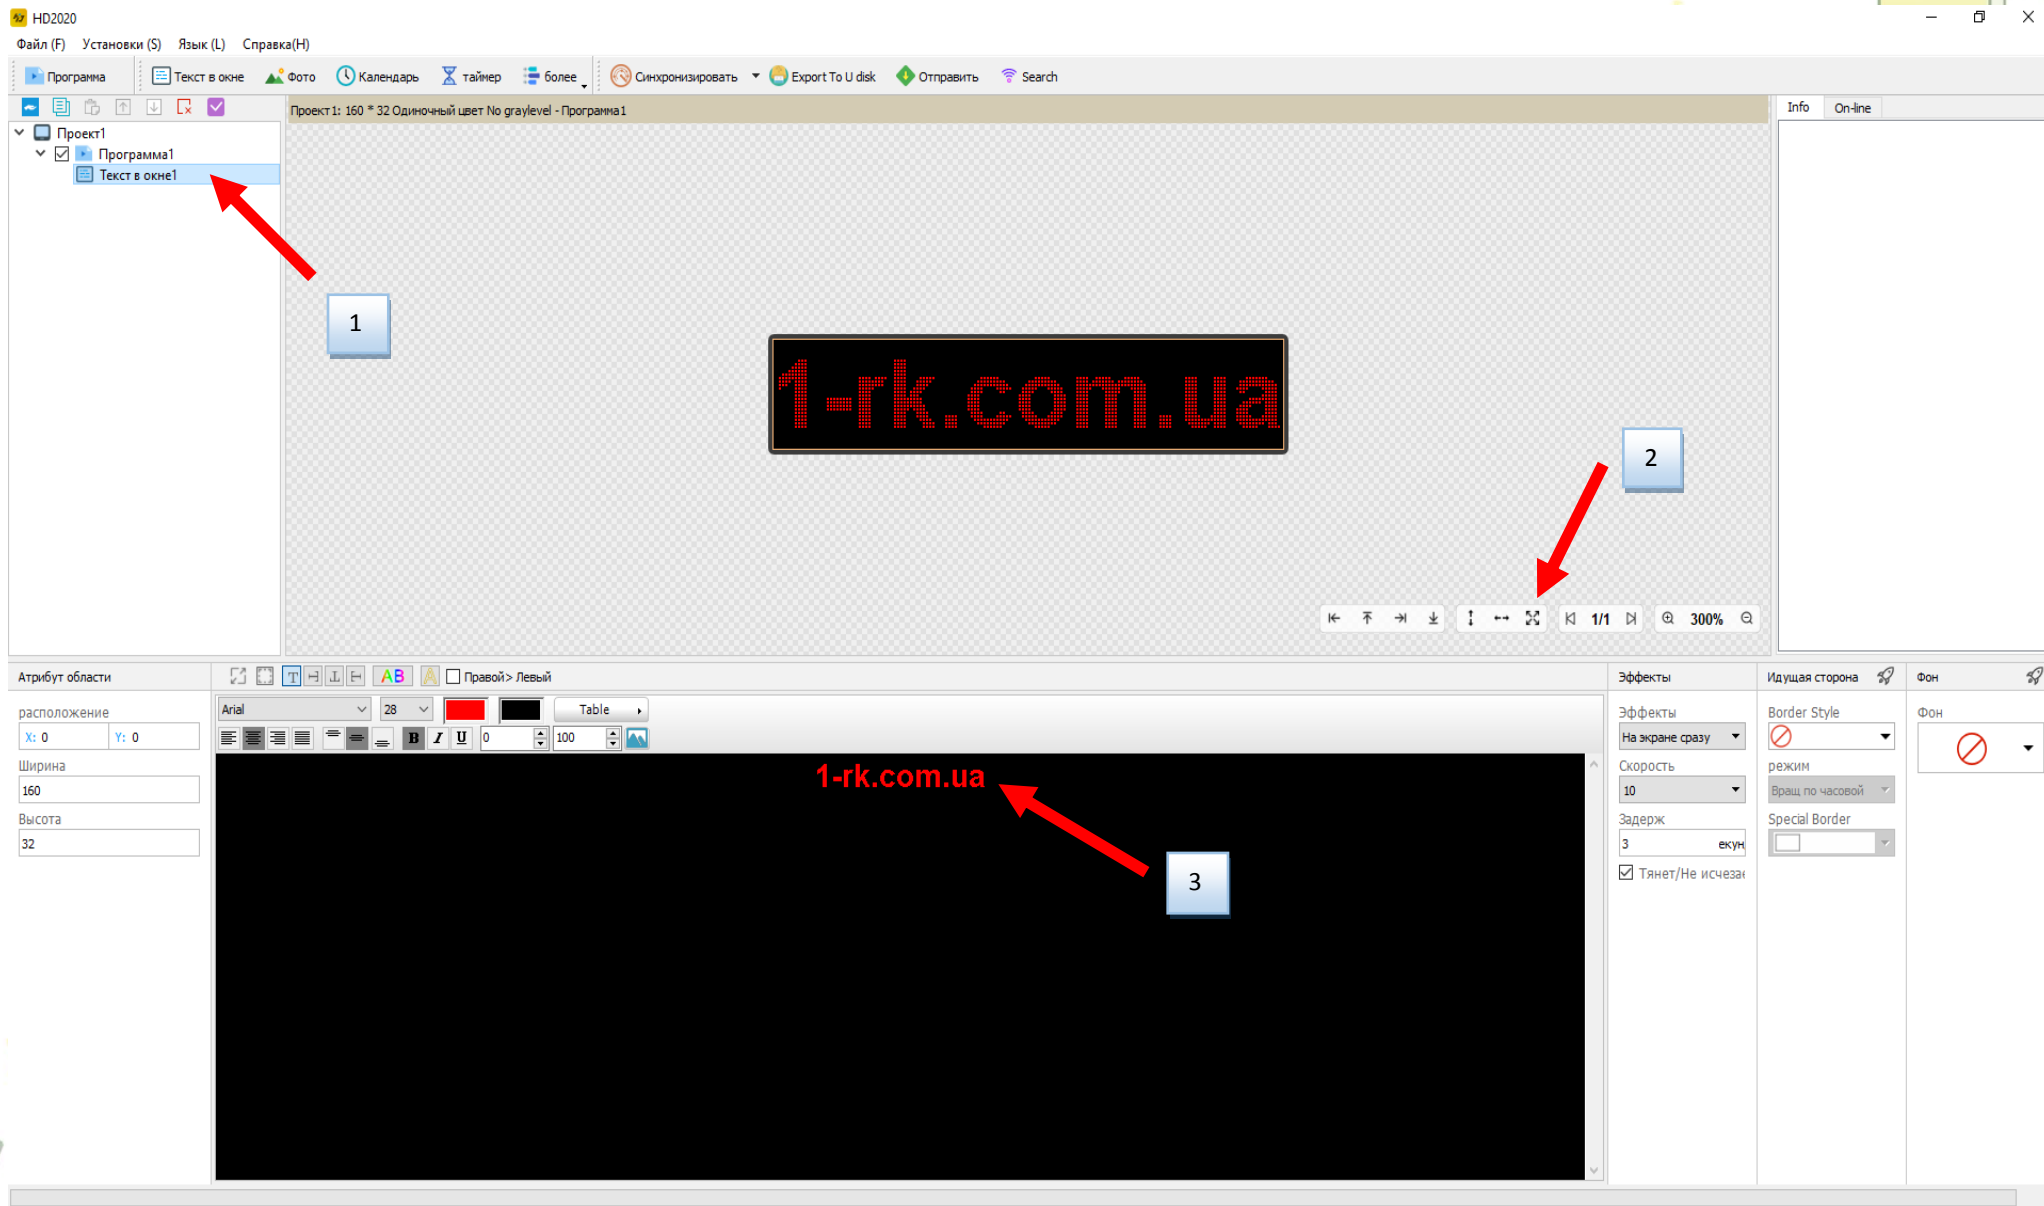 HD2020
Файл (F) Установки (S) Язык (L) Справка(H)
Программа Текст в окне Фото Календарь таймер более Синхронизировать Export To U disk Отправить Search
Проект1: 160 * 32 Одиночный цвет No graylevel - Программа1
Info On-line
Проект1
Программа1
Текст в окне1
1
1-rk.com.ua
2
1/1 300%
Атрибут области
T AB A Правой> Левый
Эффекты
Идущая сторона
Фон
расположение
X: 0 Y: 0
Ширина
160
Высота
32
Arial 28 Table
B I U 0 100
1-rk.com.ua
3
Эффекты
На экране сразу
Скорость
10
Задерж
3 екун
Тянет/Не исчезае
Border Style
режим
Вращ по часовой
Special Border
Фон